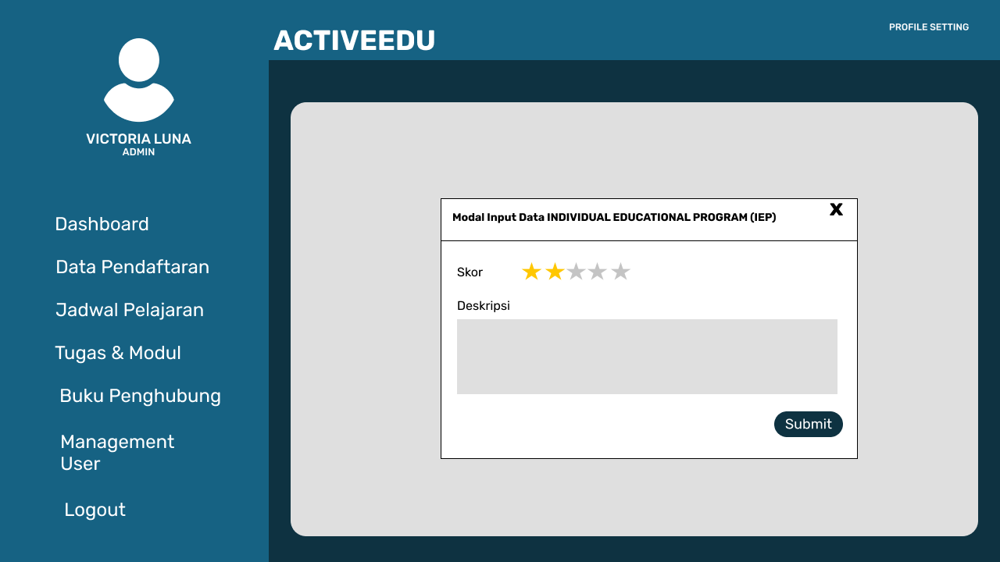 ACTIVEEDU
PROFILE SETTING
VICTORIA LUNA
ADMIN
Dashboard
Data Pendaftaran
Jadwal Pelajaran
Tugas & Modul
Buku Penghubung
Management
User
Logout
Modal Input Data INDIVIDUAL EDUCATIONAL PROGRAM (IEP)
X
Skor
Deskripsi
Submit